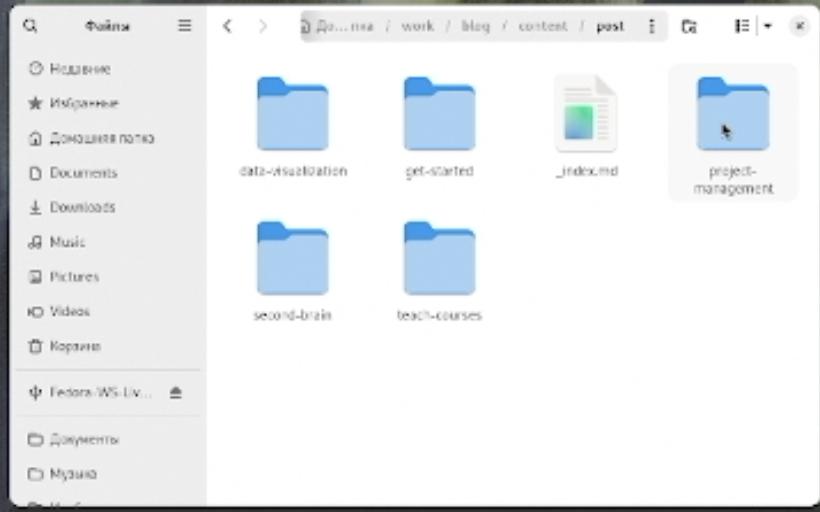 Файлы
До...пка / work / blog / content / post
Недавние
Избранные
Домашняя папка
Documents
Downloads
Music
Pictures
Videos
Корзина
Fedora-WS-Liv...
Документы
Музыка
data-visualization
get-started
_index.md
project-
management
second-brain
teach-courses